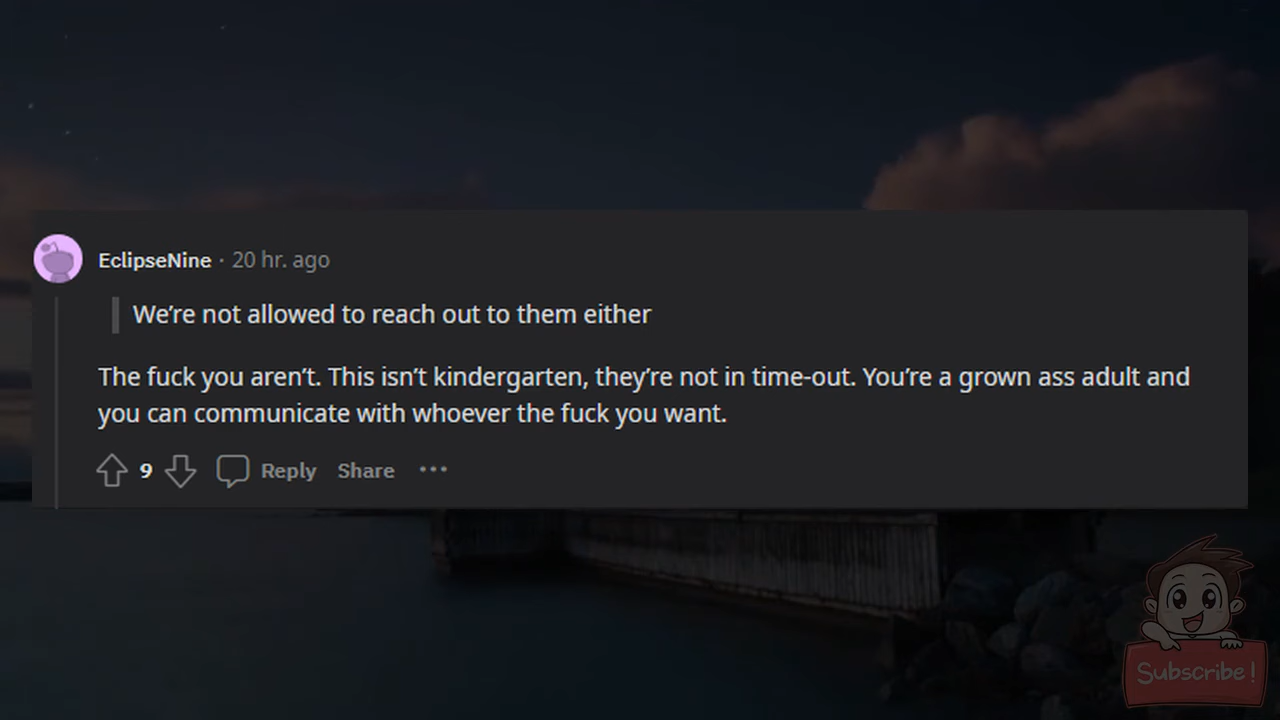 EclipseNine · 20 hr. ago
We’re not allowed to reach out to them either
The fuck you aren’t. This isn’t kindergarten, they’re not in time-out. You’re a grown ass adult and
you can communicate with whoever the fuck you want.
9 Reply Share ···
Subscribe!